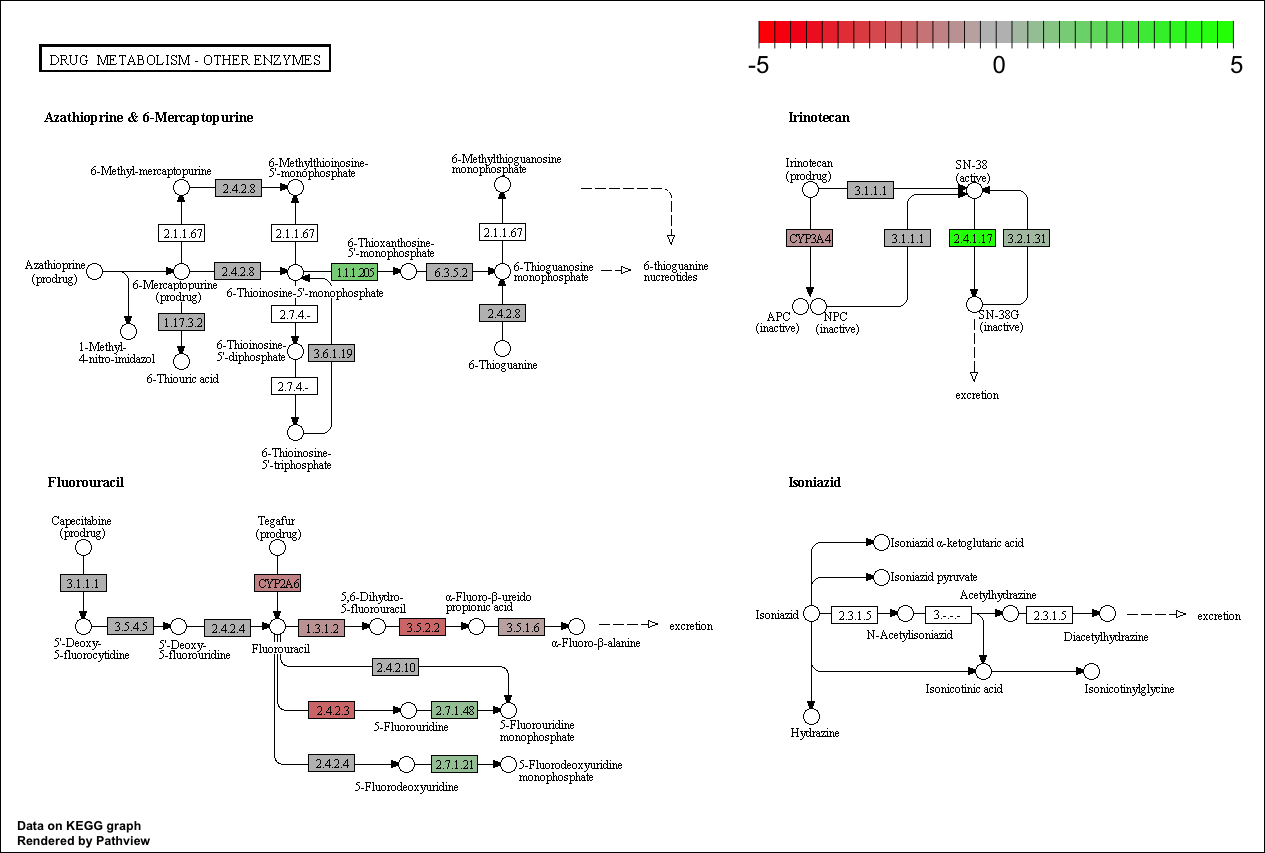 DRUG METABOLISM - OTHER ENZYMES
-5
0
5
Azathioprine & 6-Mercaptopurine
6-Methyl-mercaptopurine
6-Methylthioinosine-
5'-monophosphate
2.4.2.8
2.1.1.67
2.1.1.67
6-Methylthioguanosine
monophosphate
2.1.1.67
Azathioprine
(prodrug)
6-Mercaptopurine
(prodrug)
2.4.2.8
6-Thioinosine-5'-monophosphate
1.1.1.205
6-Thioxanthosine-
5'-monophosphate
6.3.5.2
6-Thioguanosine
monophosphate
6-thioguanine
nucreotides
1-Methyl-
4-nitro-imidazol
1.17.3.2
6-Thiouric acid
2.7.4.-
6-Thioinosine-
5'-diphosphate
3.6.1.19
2.7.4.-
6-Thioinosine-
5'-triphosphate
2.4.2.8
6-Thioguanine
Irinotecan
Irinotecan
(prodrug)
3.1.1.1
SN-38
(active)
CYP3A4
3.1.1.1
2.4.1.17
3.2.1.31
APC
(inactive)
NPC
(inactive)
SN-38G
(inactive)
excretion
Fluorouracil
Capecitabine
(prodrug)
Tegafur
(prodrug)
3.1.1.1
CYP2A6
5'-Deoxy-
5-fluorocytidine
3.5.4.5
5'-Deoxy-
5-fluorouridine
2.4.2.4
Fluorouracil
1.3.1.2
5,6-Dihydro-
5-fluorouracil
3.5.2.2
α-Fluoro-β-ureido
propionic acid
3.5.1.6
α-Fluoro-β-alanine
excretion
2.4.2.10
2.4.2.3
5-Fluorouridine
2.7.1.48
5-Fluorouridine
monophosphate
2.4.2.4
5-Fluorodeoxyuridine
2.7.1.21
5-Fluorodeoxyuridine
monophosphate
Isoniazid
Isoniazid α-ketoglutaric acid
Isoniazid pyruvate
Isoniazid
2.3.1.5
N-Acetylisoniazid
3.-.-.-
Acetylhydrazine
2.3.1.5
Diacetylhydrazine
excretion
Isonicotinic acid
Isonicotinylglycine
Hydrazine
Data on KEGG graph
Rendered by Pathview